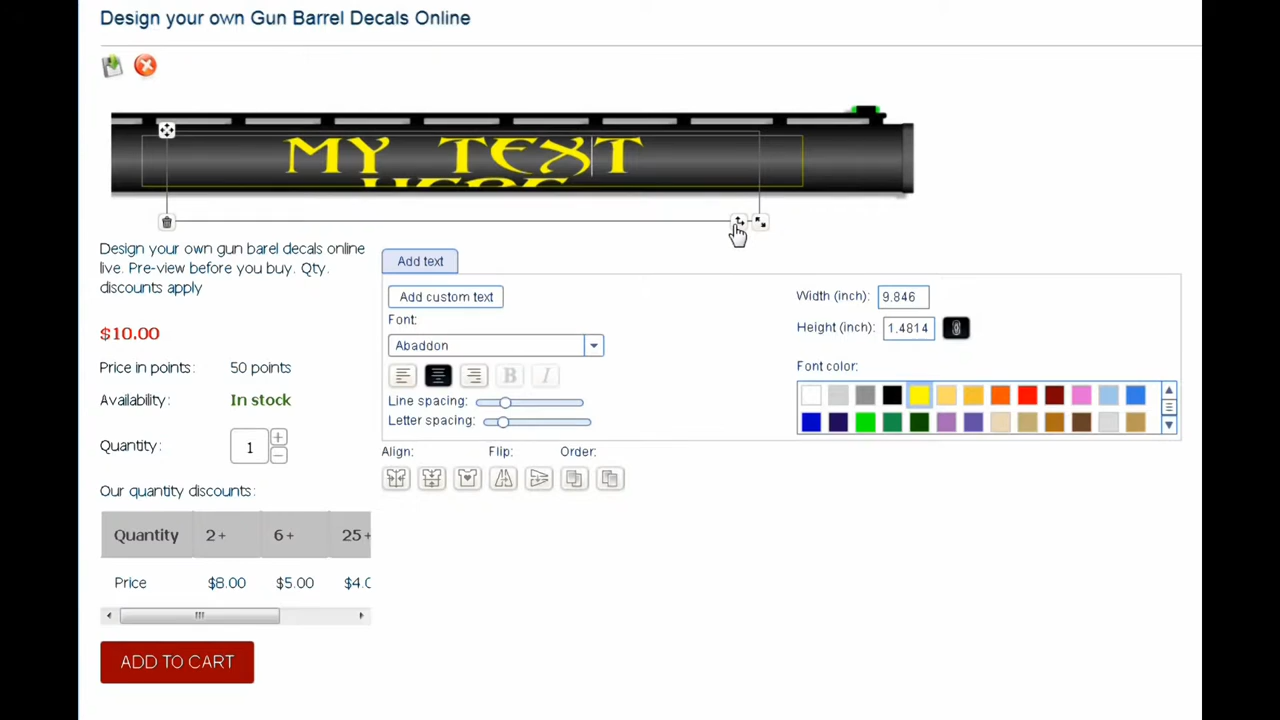 Design your own Gun Barrel Decals Online
MY TEXT
HERE
Design your own gun barel decals online
live. Pre-view before you buy. Qty.
discounts apply
$10.00
Price in points: 50 points
Availability: In stock
Quantity: 1
Our quantity discounts:
Quantity 2+ 6+ 25+
Price $8.00 $5.00 $4.0
ADD TO CART
Add text
Add custom text
Font:
Abaddon
B I
Line spacing:
Letter spacing:
Width (inch): 9.846
Height (inch): 1.4814
Font color:
Align: Flip: Order: